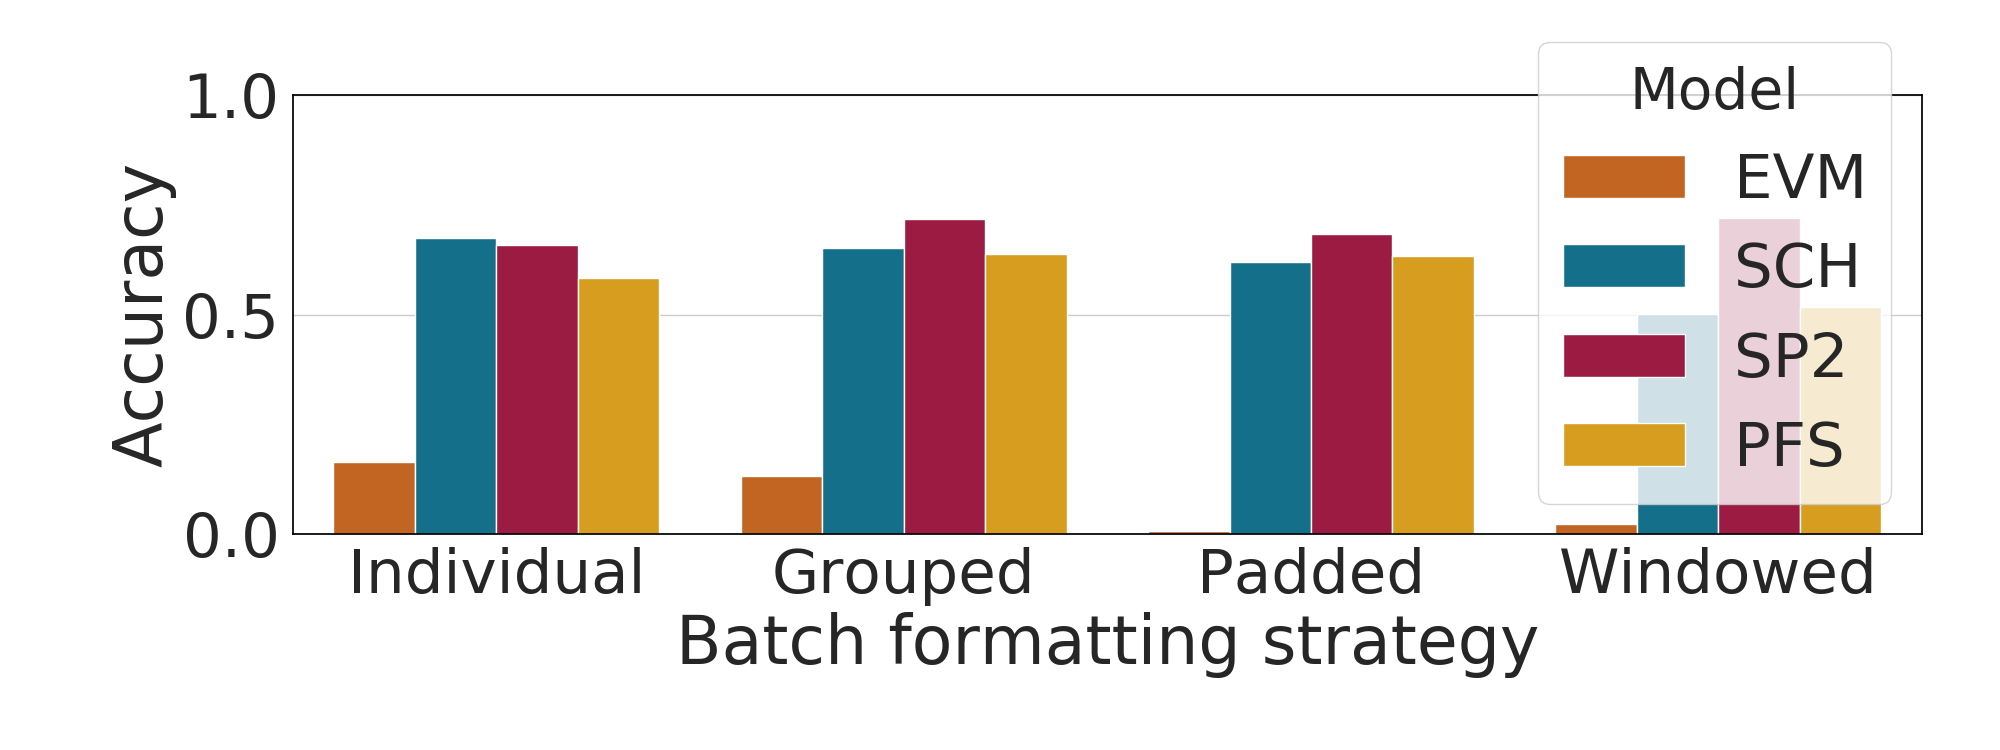 Model
EVM
SCH
SP2
PFS
1.0
0.5
0.0
Accuracy
Individual Grouped Padded Windowed
Batch formatting strategy